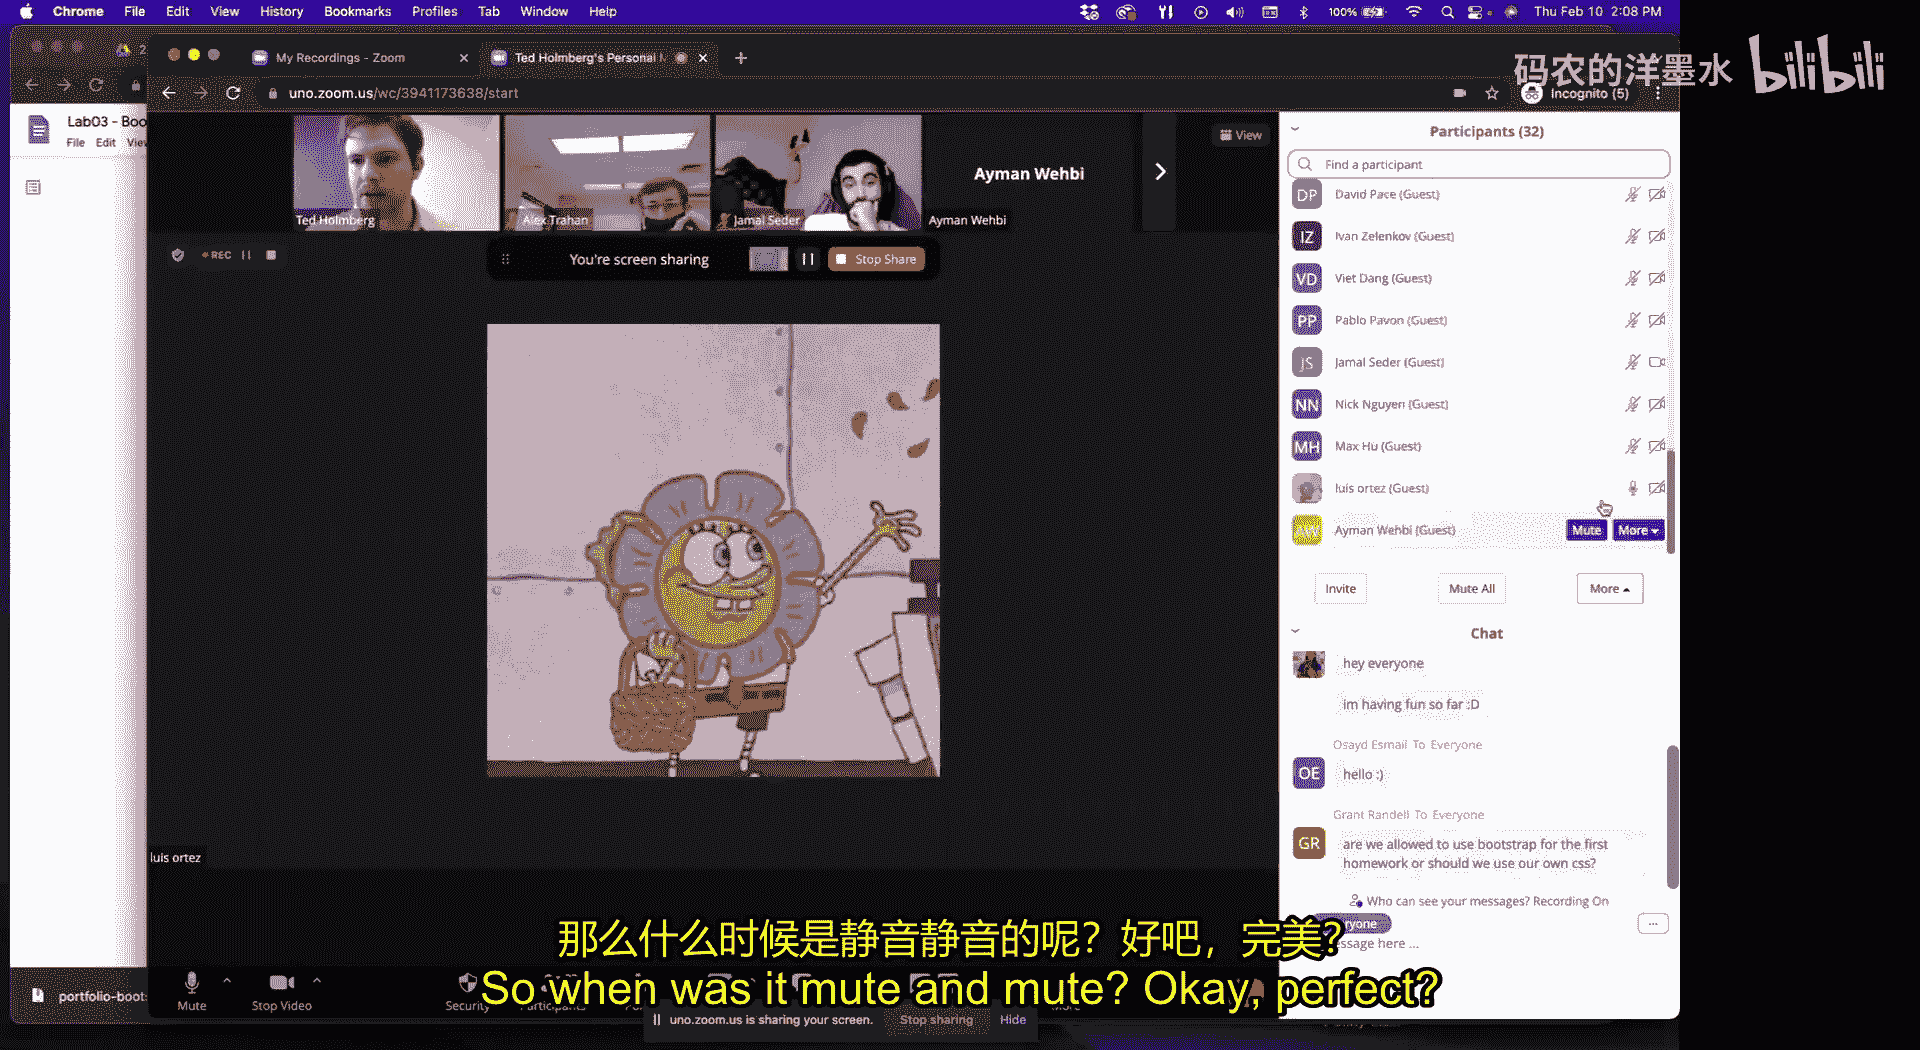 Chrome File Edit View History Bookmarks Profiles Tab Window Help
100%
Thu Feb 10 2:08 PM
My Recordings - Zoom
Ted Holmberg's Personal M
uno.zoom.us/wc/3941173638/start
Incognito (5)
码农的洋墨水
bilibili
Lab03 - Boo
File Edit View
Ted Holmberg
Alex Trahan
Jamal Seder
Ayman Wehbi
Ayman Wehbi
View
REC
You're screen sharing
Stop Share
Participants (32)
Find a participant
DP
David Pace (Guest)
IZ
Ivan Zelenkov (Guest)
VD
Viet Dang (Guest)
PP
Pablo Pavon (Guest)
JS
Jamal Seder (Guest)
NN
Nick Nguyen (Guest)
MH
Max Hu (Guest)
luis ortez (Guest)
AW
Ayman Wehbi (Guest)
Mute
More
Invite
Mute All
More
Chat
hey everyone
im having fun so far :D
Osayd Esmail To Everyone
OE
hello :)
Grant Randell To Everyone
GR
are we allowed to use bootstrap for the first
homework or should we use our own css?
Who can see your messages? Recording On
yone
essage here ...
luis ortez
那么什么时候是静音静音的呢？好吧，完美？
So when was it mute and mute? Okay, perfect?
portfolio-boot
Mute
Stop Video
Security
uno.zoom.us is sharing your screen.
Stop sharing
Hide